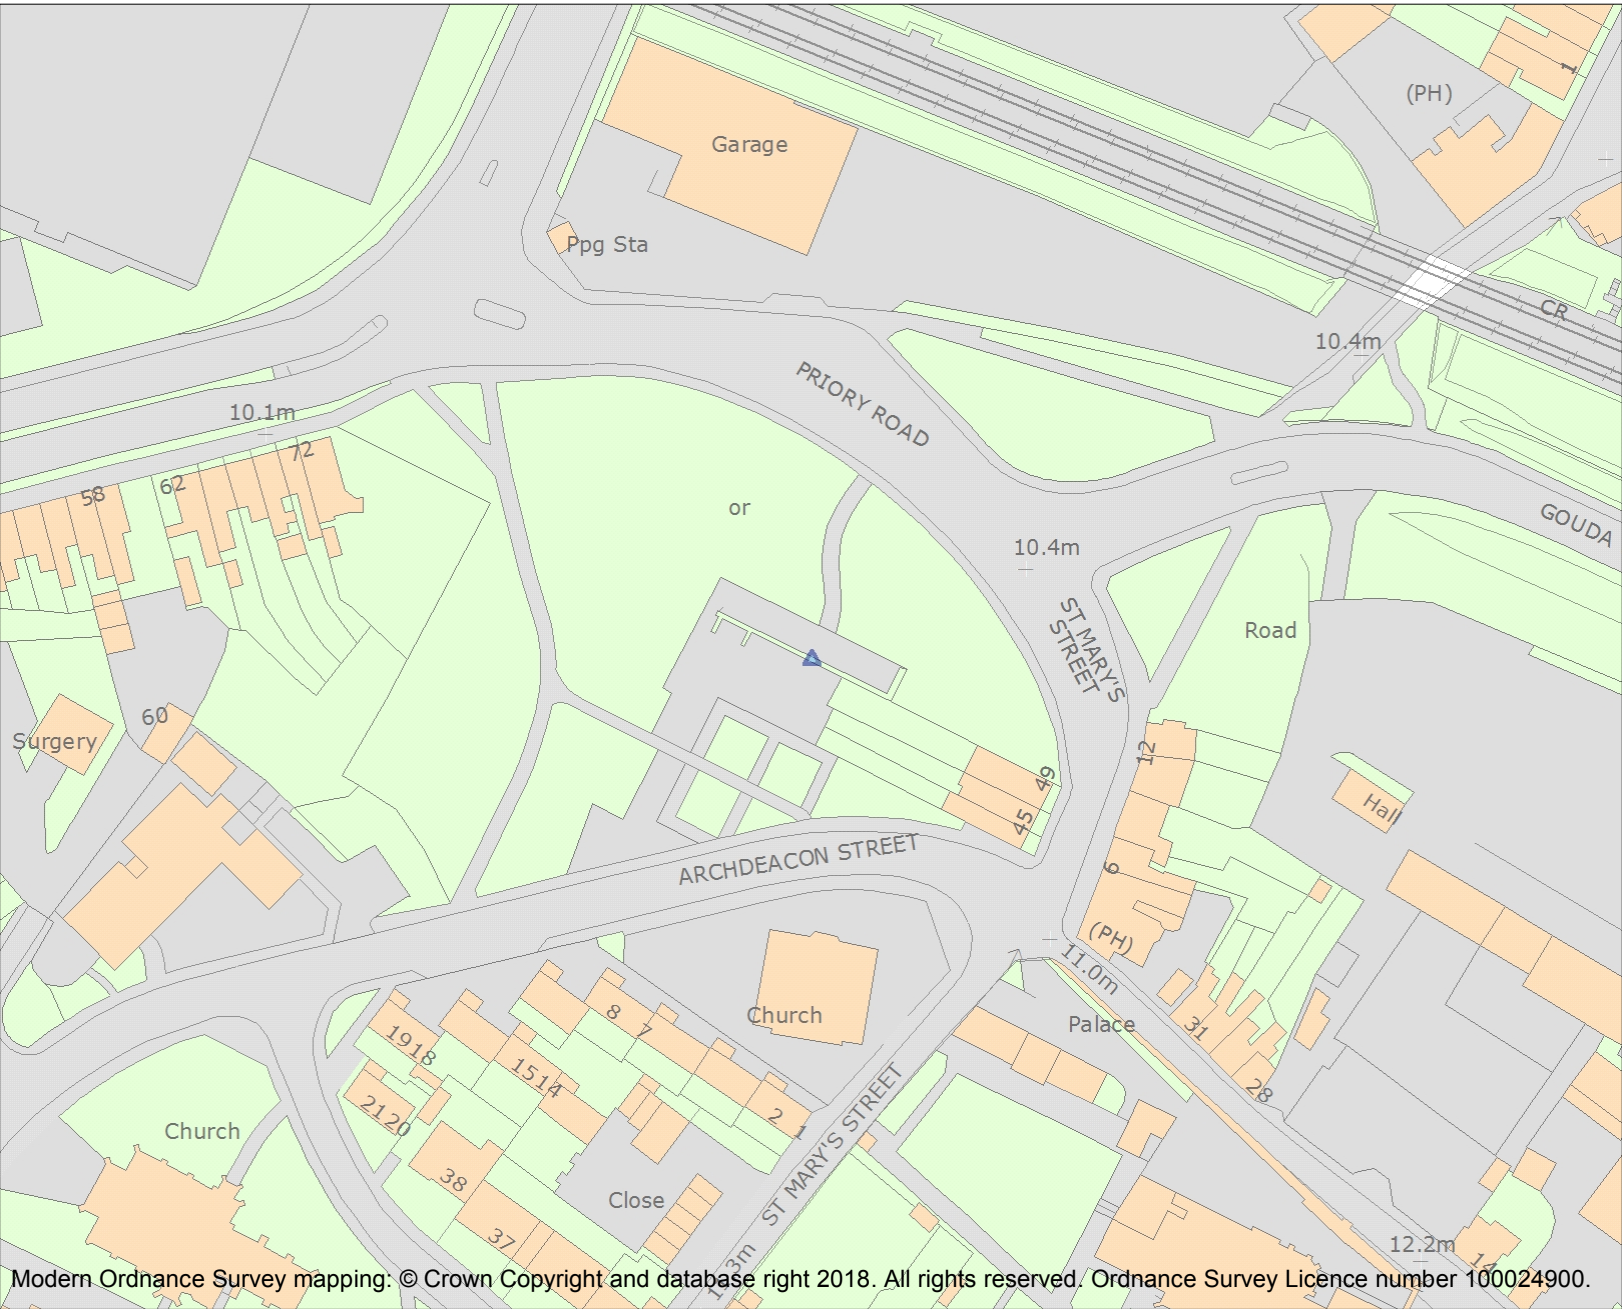 1
(PH)
Garage
Ppg Sta
CR
10.4m
PRIORY ROAD
10.1m
72
62
58
or
GOUDA
10.4m
ST MARY'S
STREET
Road
60
Surgery
12
49
45
Hall
ARCHDEACON STREET
6
(PH)
11.0m
8
7
Church
Palace
1918
1514
31
28
2120
2
1
Church
ST MARY'S STREET
38
Close
37
12.2m
14
Modern Ordnance Survey mapping: © Crown Copyright and database right 2018. All rights reserved. Ordnance Survey Licence number 100024900.